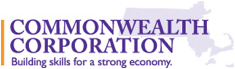 COMMONWEALTH
CORPORATION
Building skills for a strong economy.